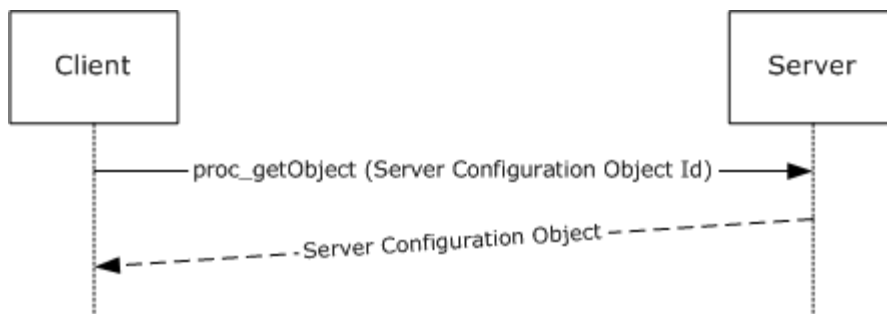 Client
Server
proc_getObject (Server Configuration Object Id)
Server Configuration Object